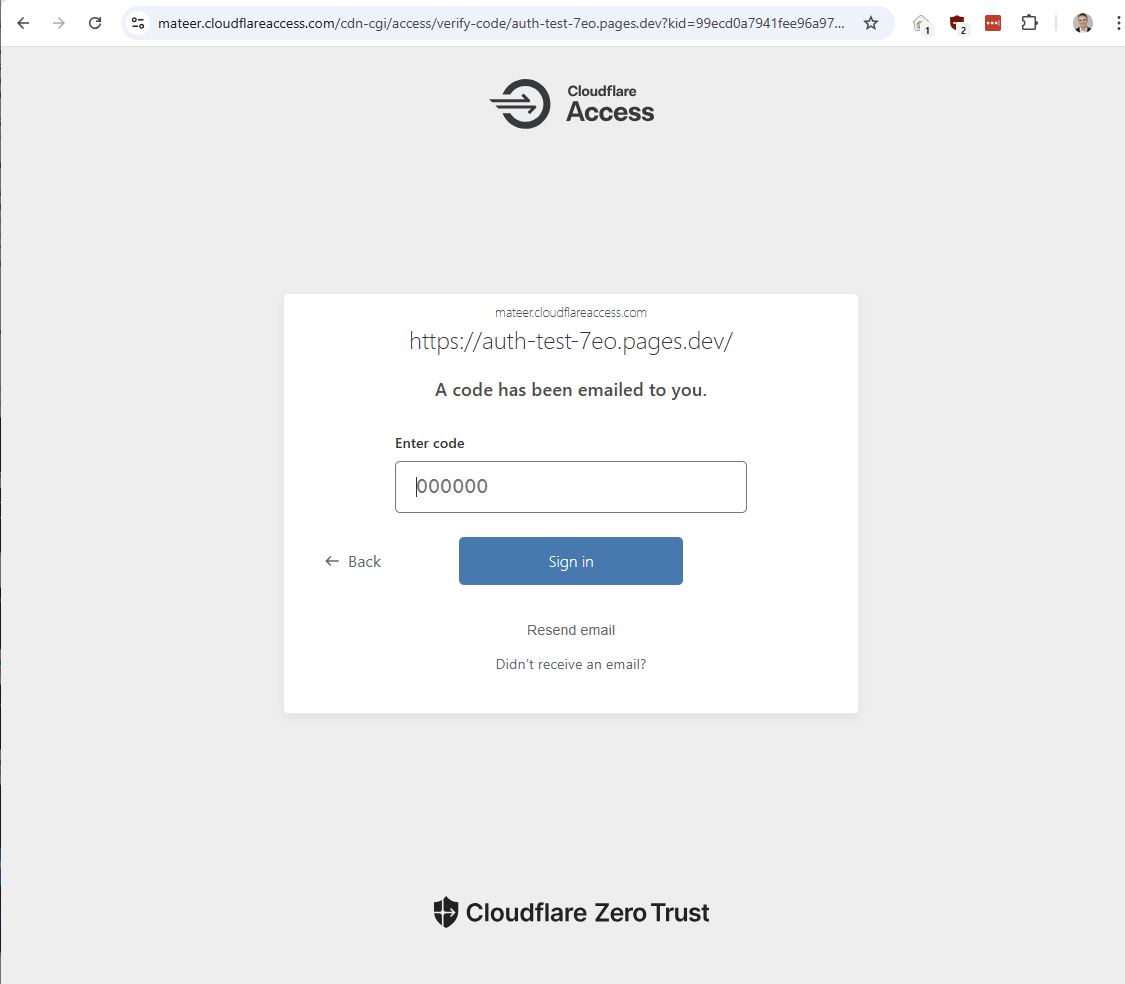 mateer.cloudflareaccess.com/cdn-cgi/access/verify-code/auth-test-7eo.pages.dev?kid=99ecd0a7941fee96a97...
1
2
Cloudflare
Access
mateer.cloudflareaccess.com
https://auth-test-7eo.pages.dev/
A code has been emailed to you.
Enter code
000000
← Back
Sign in
Resend email
Didn't receive an email?
Cloudflare Zero Trust